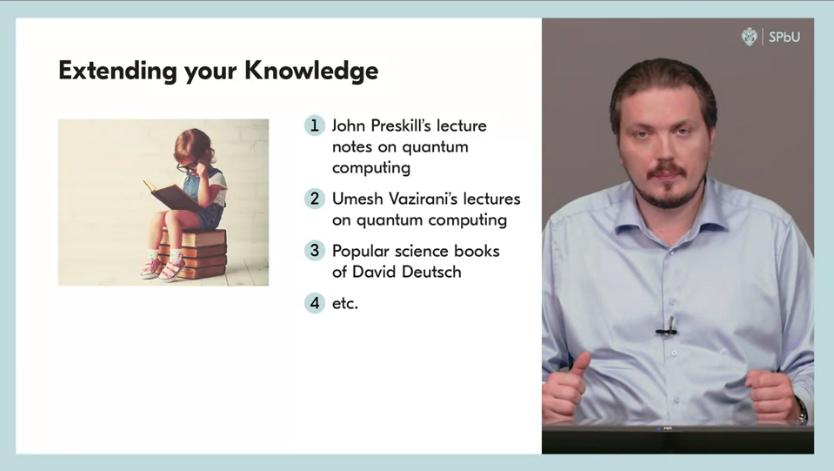 SPbU
Extending your Knowledge
1 John Preskill's lecture
notes on quantum
computing
2 Umesh Vazirani's lectures
on quantum computing
3 Popular science books
of David Deutsch
4 etc.